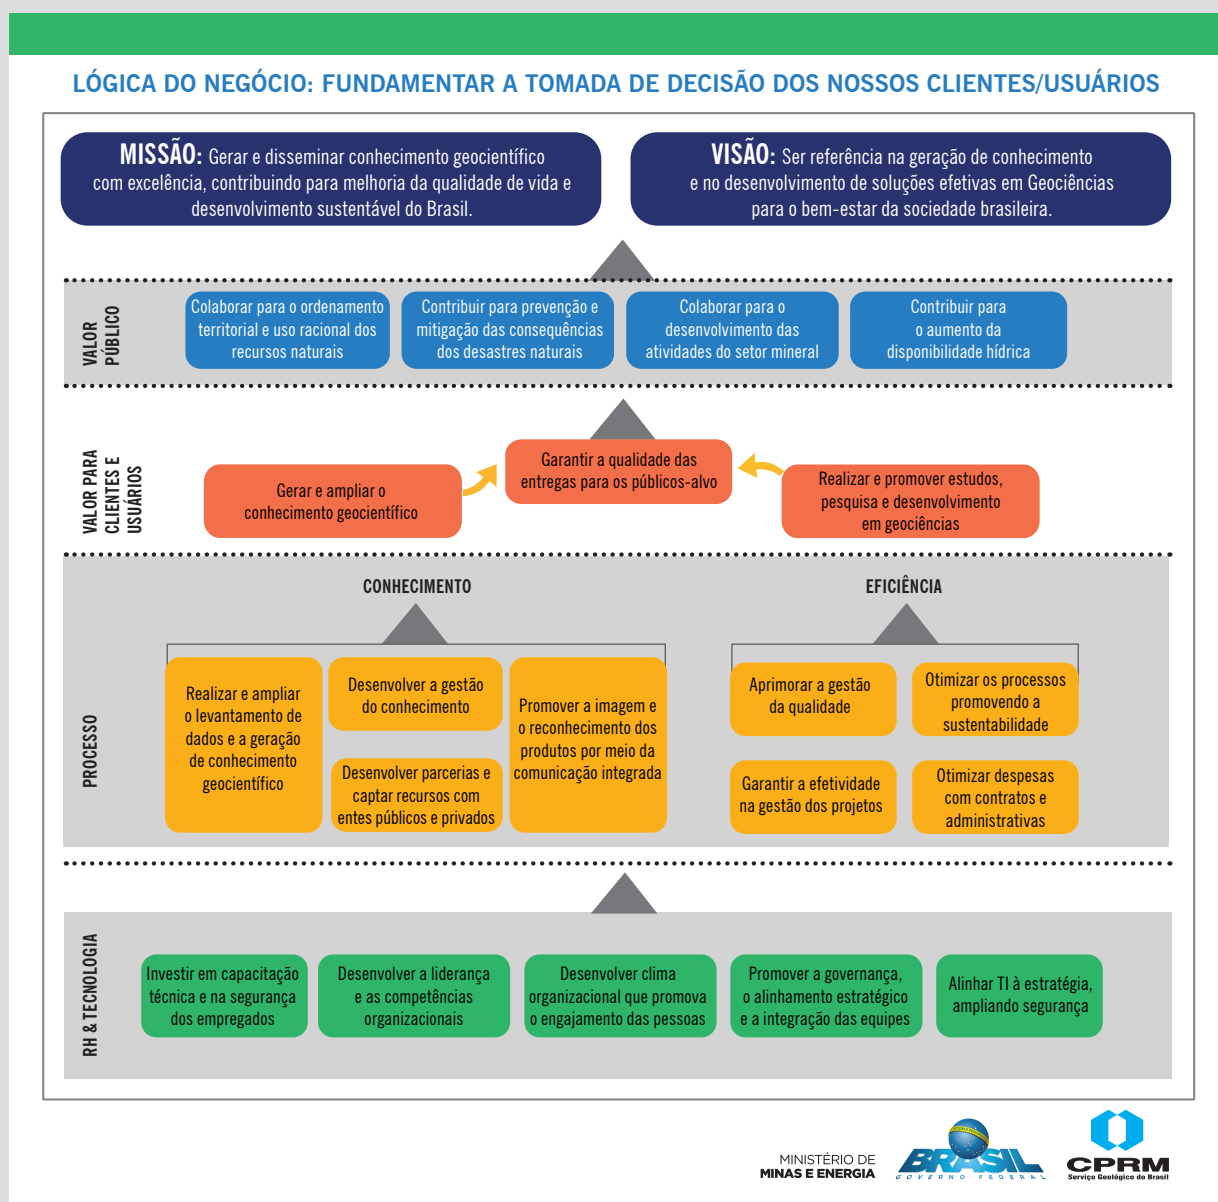 LÓGICA DO NEGÓCIO: FUNDAMENTAR A TOMADA DE DECISÃO DOS NOSSOS CLIENTES/USUÁRIOS
MISSÃO: Gerar e disseminar conhecimento geocientífico
com excelência, contribuindo para melhoria da qualidade de vida e
desenvolvimento sustentável do Brasil.
VISÃO: Ser referência na geração de conhecimento
e no desenvolvimento de soluções efetivas em Geociências
para o bem-estar da sociedade brasileira.
VALOR
PÚBLICO
Colaborar para o ordenamento
territorial e uso racional dos
recursos naturais
Contribuir para prevenção e
mitigação das consequências
dos desastres naturais
Colaborar para o
desenvolvimento das
atividades do setor mineral
Contribuir para
o aumento da
disponibilidade hídrica
VALOR PARA
CLIENTES E
USUÁRIOS
Gerar e ampliar o
conhecimento geocientífico
Garantir a qualidade das
entregas para os públicos-alvo
Realizar e promover estudos,
pesquisa e desenvolvimento
em geociências
PROCESSO
CONHECIMENTO
Realizar e ampliar
o levantamento de
dados e a geração
de conhecimento
geocientífico
Desenvolver a gestão
do conhecimento
Desenvolver parcerias e
captar recursos com
entes públicos e privados
Promover a imagem e
o reconhecimento dos
produtos por meio da
comunicação integrada
EFICIÊNCIA
Aprimorar a gestão
da qualidade
Otimizar os processos
promovendo a
sustentabilidade
Garantir a efetividade
na gestão dos projetos
Otimizar despesas
com contratos e
administrativas
RH & TECNOLOGIA
Investir em capacitação
técnica e na segurança
dos empregados
Desenvolver a liderança
e as competências
organizacionais
Desenvolver clima
organizacional que promova
o engajamento das pessoas
Promover a governança,
o alinhamento estratégico
e a integração das equipes
Alinhar TI à estratégia,
ampliando segurança
MINISTÉRIO DE
MINAS E ENERGIA
BRASIL
GOVERNO FEDERAL
CPRM
Serviço Geológico do Brasil